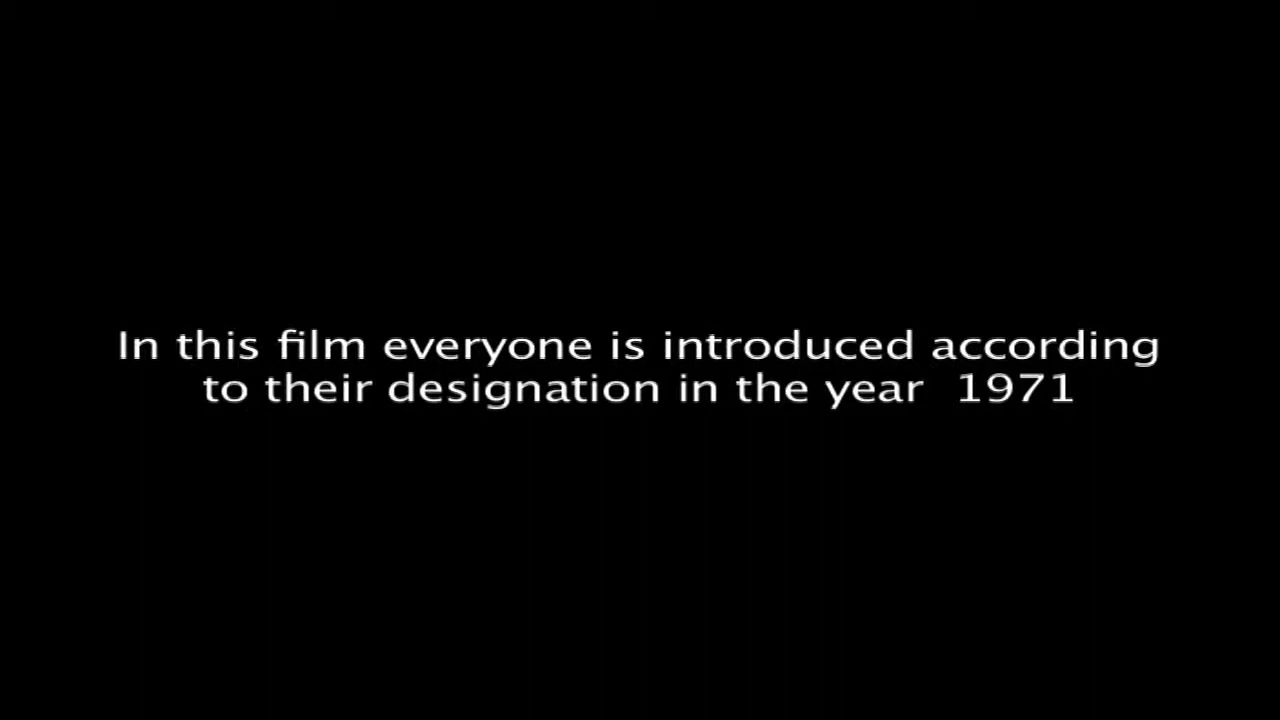 In this film everyone is introduced according
to their designation in the year  1971